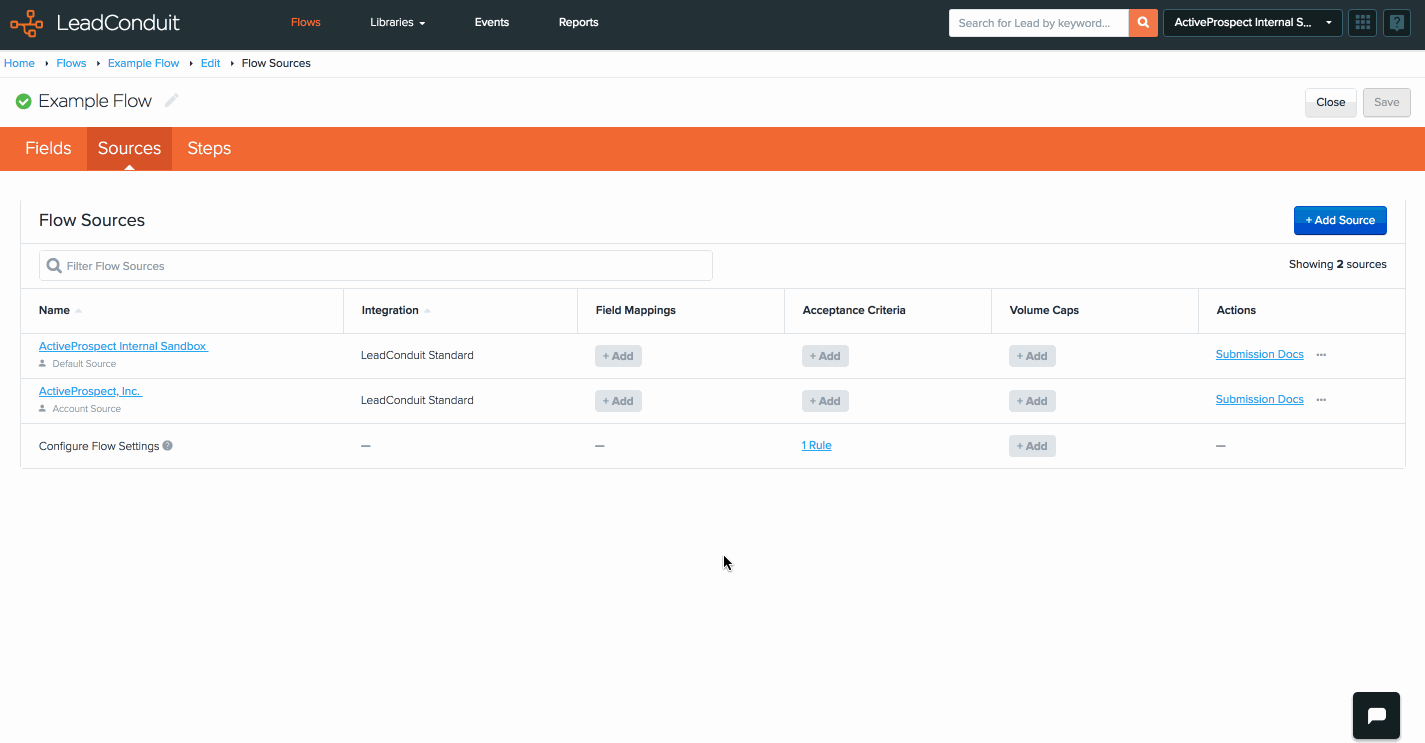 LeadConduit
Flows Libraries Events Reports
Search for Lead by keyword...
ActiveProspect Internal S...
Home Flows Example Flow Edit Flow Sources
Example Flow
Close Save
Fields Sources Steps
Flow Sources
+ Add Source
Filter Flow Sources
Showing 2 sources
Name Integration Field Mappings Acceptance Criteria Volume Caps Actions
ActiveProspect Internal Sandbox
Default Source
LeadConduit Standard + Add + Add + Add Submission Docs ···
ActiveProspect, Inc.
Account Source
LeadConduit Standard + Add + Add + Add Submission Docs ···
Configure Flow Settings ? — — 1 Rule + Add —